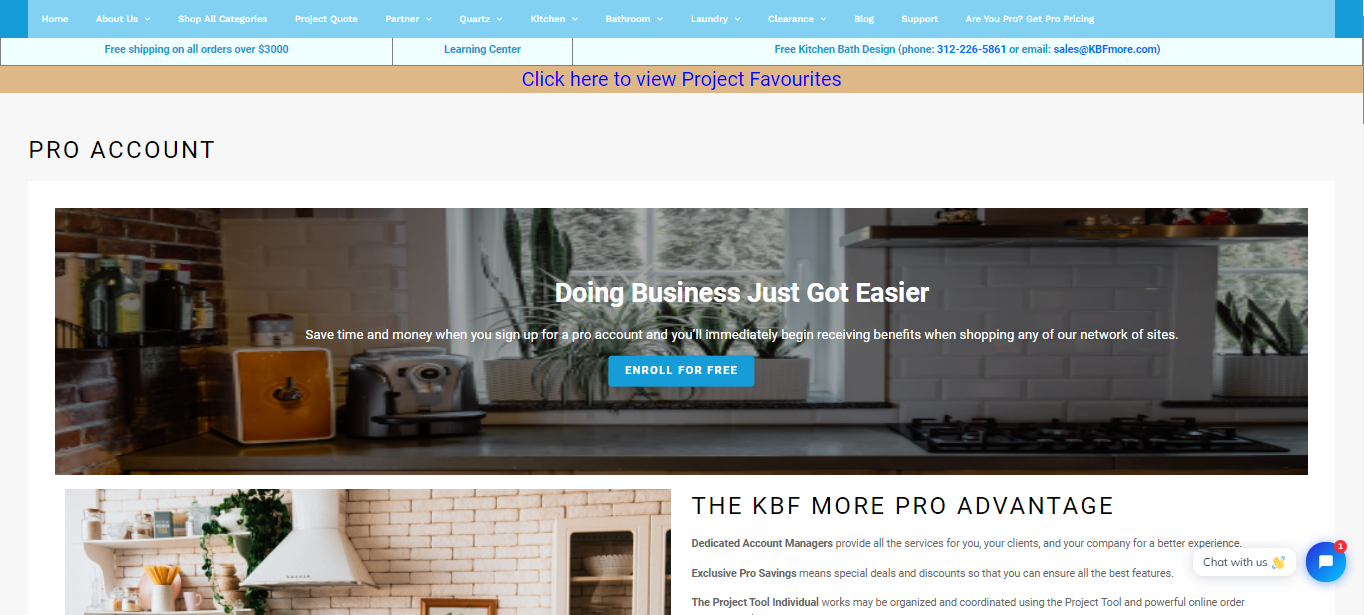 Home About Us Shop All Categories Project Quote Partner Quartz Kitchen Bathroom Laundry Clearance Blog Support Are You Pro? Get Pro Pricing
Free shipping on all orders over $3000 Learning Center Free Kitchen Bath Design (phone: 312-226-5861 or email: sales@KBFmore.com)
Click here to view Project Favourites
PRO ACCOUNT
Doing Business Just Got Easier
Save time and money when you sign up for a pro account and you'll immediately begin receiving benefits when shopping any of our network of sites.
ENROLL FOR FREE
THE KBF MORE PRO ADVANTAGE
Dedicated Account Managers provide all the services for you, your clients, and your company for a better experience.
Exclusive Pro Savings means special deals and discounts so that you can ensure all the best features.
The Project Tool Individual works may be organized and coordinated using the Project Tool and powerful online order
Chat with us 👋
1